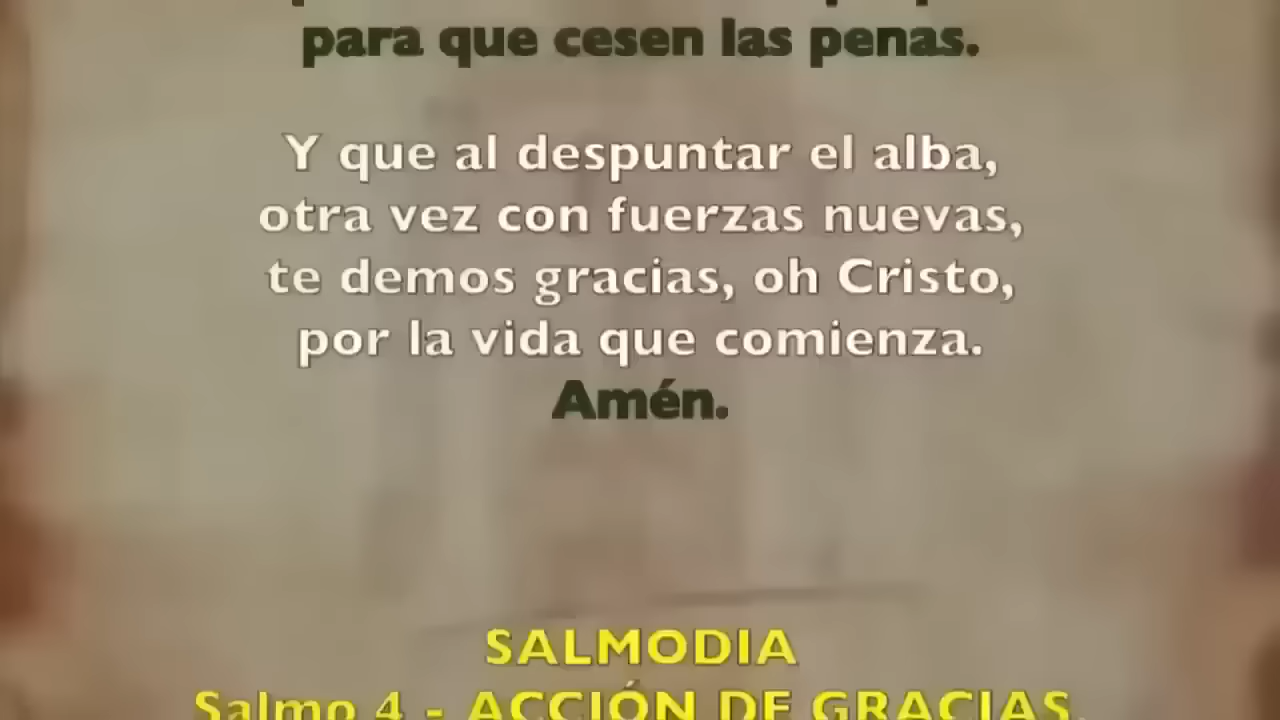 para que cesen las penas.
Y que al despuntar el alba,
otra vez con fuerzas nuevas,
te demos gracias, oh Cristo,
por la vida que comienza.
Amén.
SALMODIA
Salmo 4 - ACCIÓN DE GRACIAS.